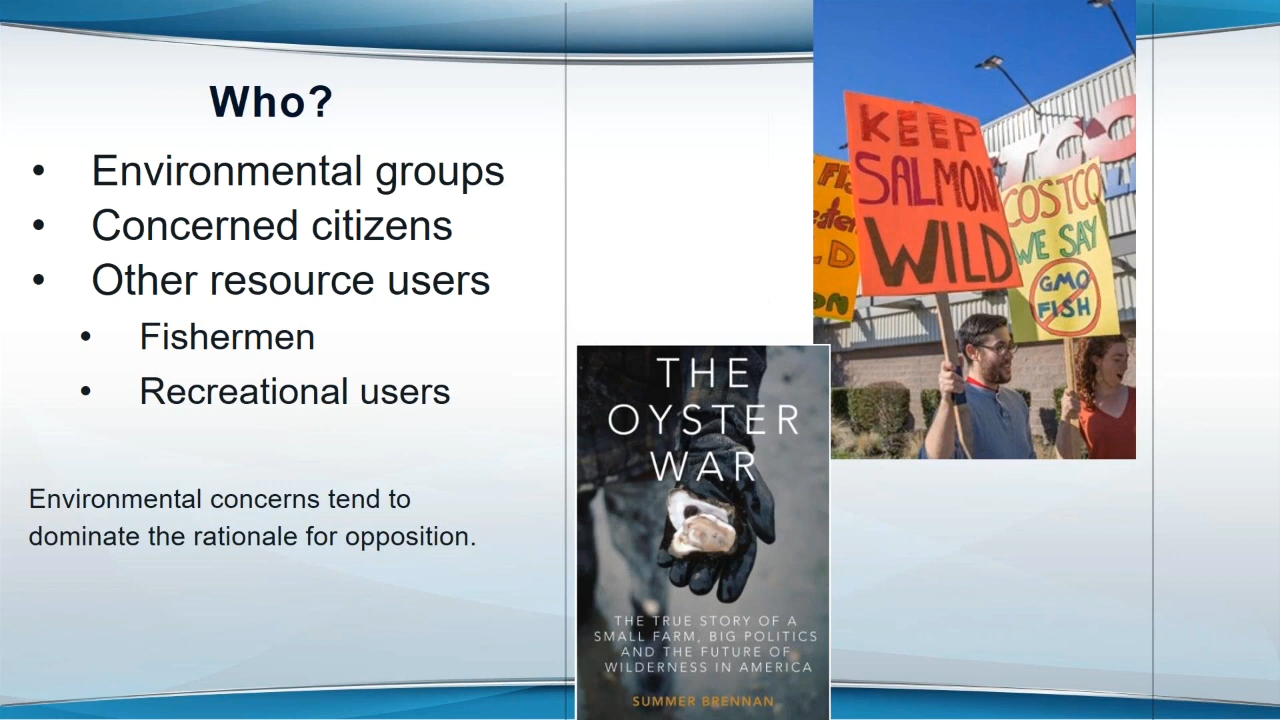 Who?
• Environmental groups
• Concerned citizens
• Other resource users
• Fishermen
• Recreational users
Environmental concerns tend to
dominate the rationale for opposition.
THE
OYSTER
WAR
THE TRUE STORY OF A
SMALL FARM, BIG POLITICS
AND THE FUTURE OF
WILDERNESS IN AMERICA
SUMMER BRENNAN
KEEP
SALMON
WILD
COSTCO
WE SAY
GMO
FISH